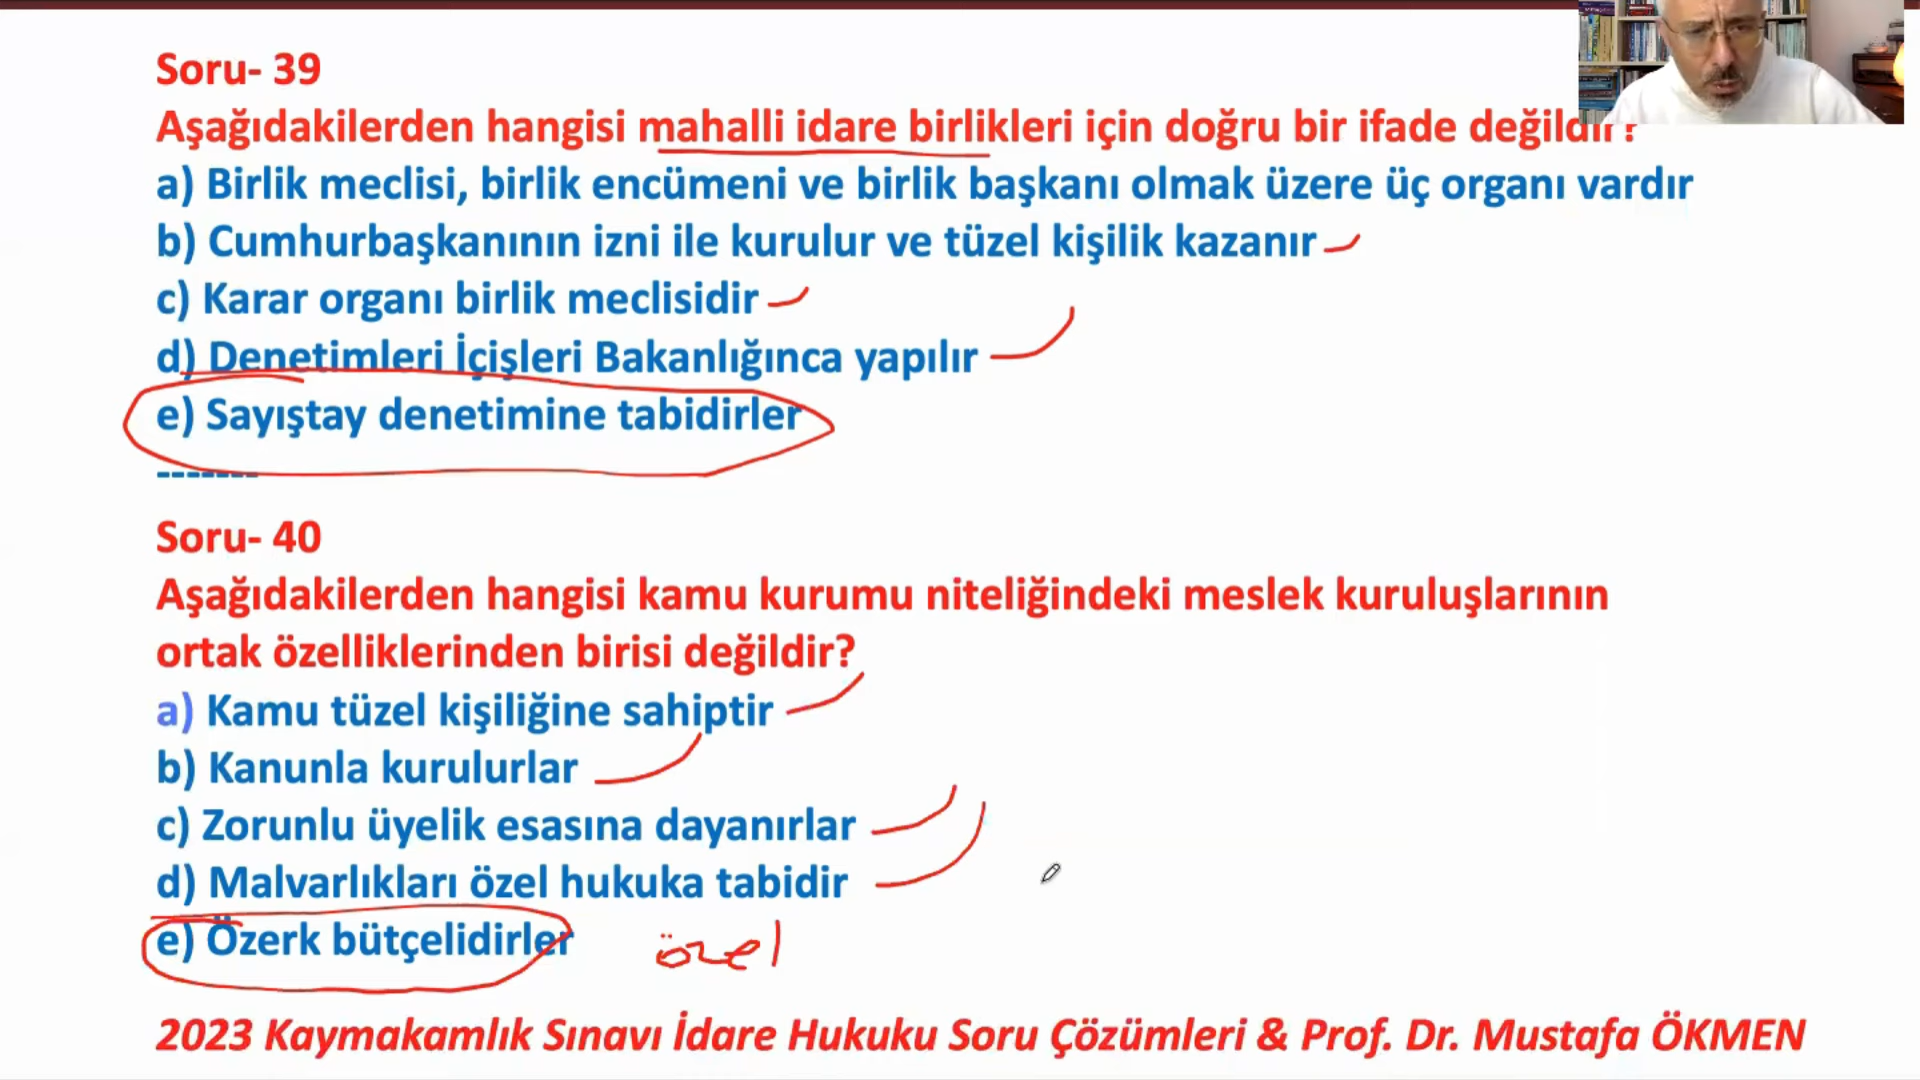 Soru- 39
Aşağıdakilerden hangisi mahalli idare birlikleri için doğru bir ifade değildir?
a) Birlik meclisi, birlik encümeni ve birlik başkanı olmak üzere üç organı vardır
b) Cumhurbaşkanının izni ile kurulur ve tüzel kişilik kazanır
c) Karar organı birlik meclisidir
d) Denetimleri İçişleri Bakanlığınca yapılır
e) Sayıştay denetimine tabidirler
-------
Soru- 40
Aşağıdakilerden hangisi kamu kurumu niteliğindeki meslek kuruluşlarının
ortak özelliklerinden birisi değildir?
a) Kamu tüzel kişiliğine sahiptir
b) Kanunla kurulurlar
c) Zorunlu üyelik esasına dayanırlar
d) Malvarlıkları özel hukuka tabidir
e) Özerk bütçelidirler özel
2023 Kaymakamlık Sınavı İdare Hukuku Soru Çözümleri & Prof. Dr. Mustafa ÖKMEN